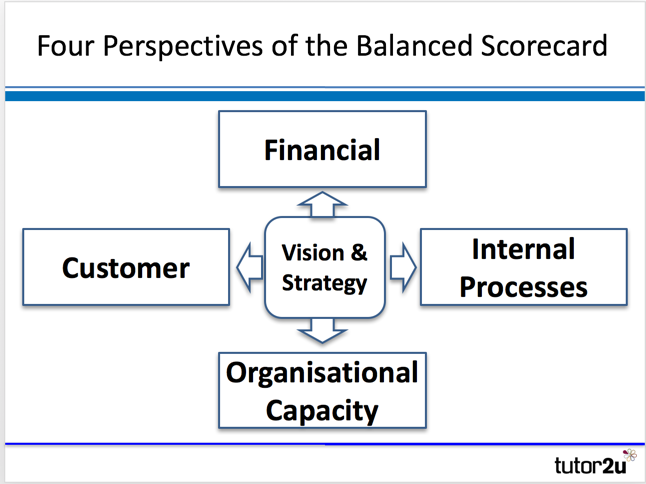 Four Perspectives of the Balanced Scorecard
Financial
Customer
Vision &
Strategy
Internal
Processes
Organisational
Capacity
tutor2u